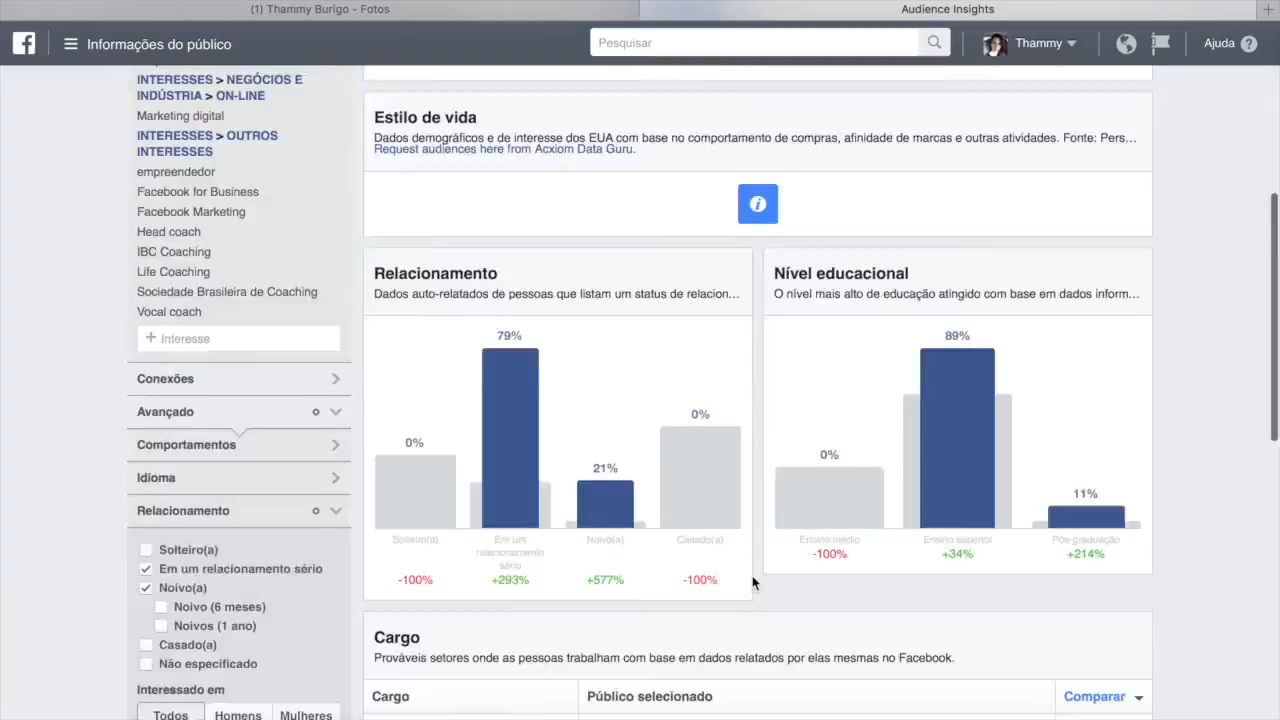 (1) Thammy Burigo - Fotos
Audience Insights
Informações do público
Pesquisar
Thammy
Ajuda
INTERESSES > NEGÓCIOS E
INDÚSTRIA > ON-LINE
Marketing digital
INTERESSES > OUTROS
INTERESSES
empreendedor
Facebook for Business
Facebook Marketing
Head coach
IBC Coaching
Life Coaching
Sociedade Brasileira de Coaching
Vocal coach
+ Interesse
Conexões
Avançado
Comportamentos
Idioma
Relacionamento
Solteiro(a)
Em um relacionamento sério
Noivo(a)
Noivo (6 meses)
Noivos (1 ano)
Casado(a)
Não especificado
Interessado em
Todos Homens Mulheres
Estilo de vida
Dados demográficos e de interesse dos EUA com base no comportamento de compras, afinidade de marcas e outras atividades. Fonte: Pers...
Request audiences here from Acxiom Data Guru.
Relacionamento
Dados auto-relatados de pessoas que listam um status de relacion...
0% 79% 21% 0%
Solteiro(a) Em um relacionamento sério Noivo(a) Casado(a)
-100% +293% +577% -100%
Nível educacional
O nível mais alto de educação atingido com base em dados inform...
0% 89% 11%
Ensino médio Ensino superior Pós-graduação
-100% +34% +214%
Cargo
Prováveis setores onde as pessoas trabalham com base em dados relatados por elas mesmas no Facebook.
Cargo Público selecionado Comparar